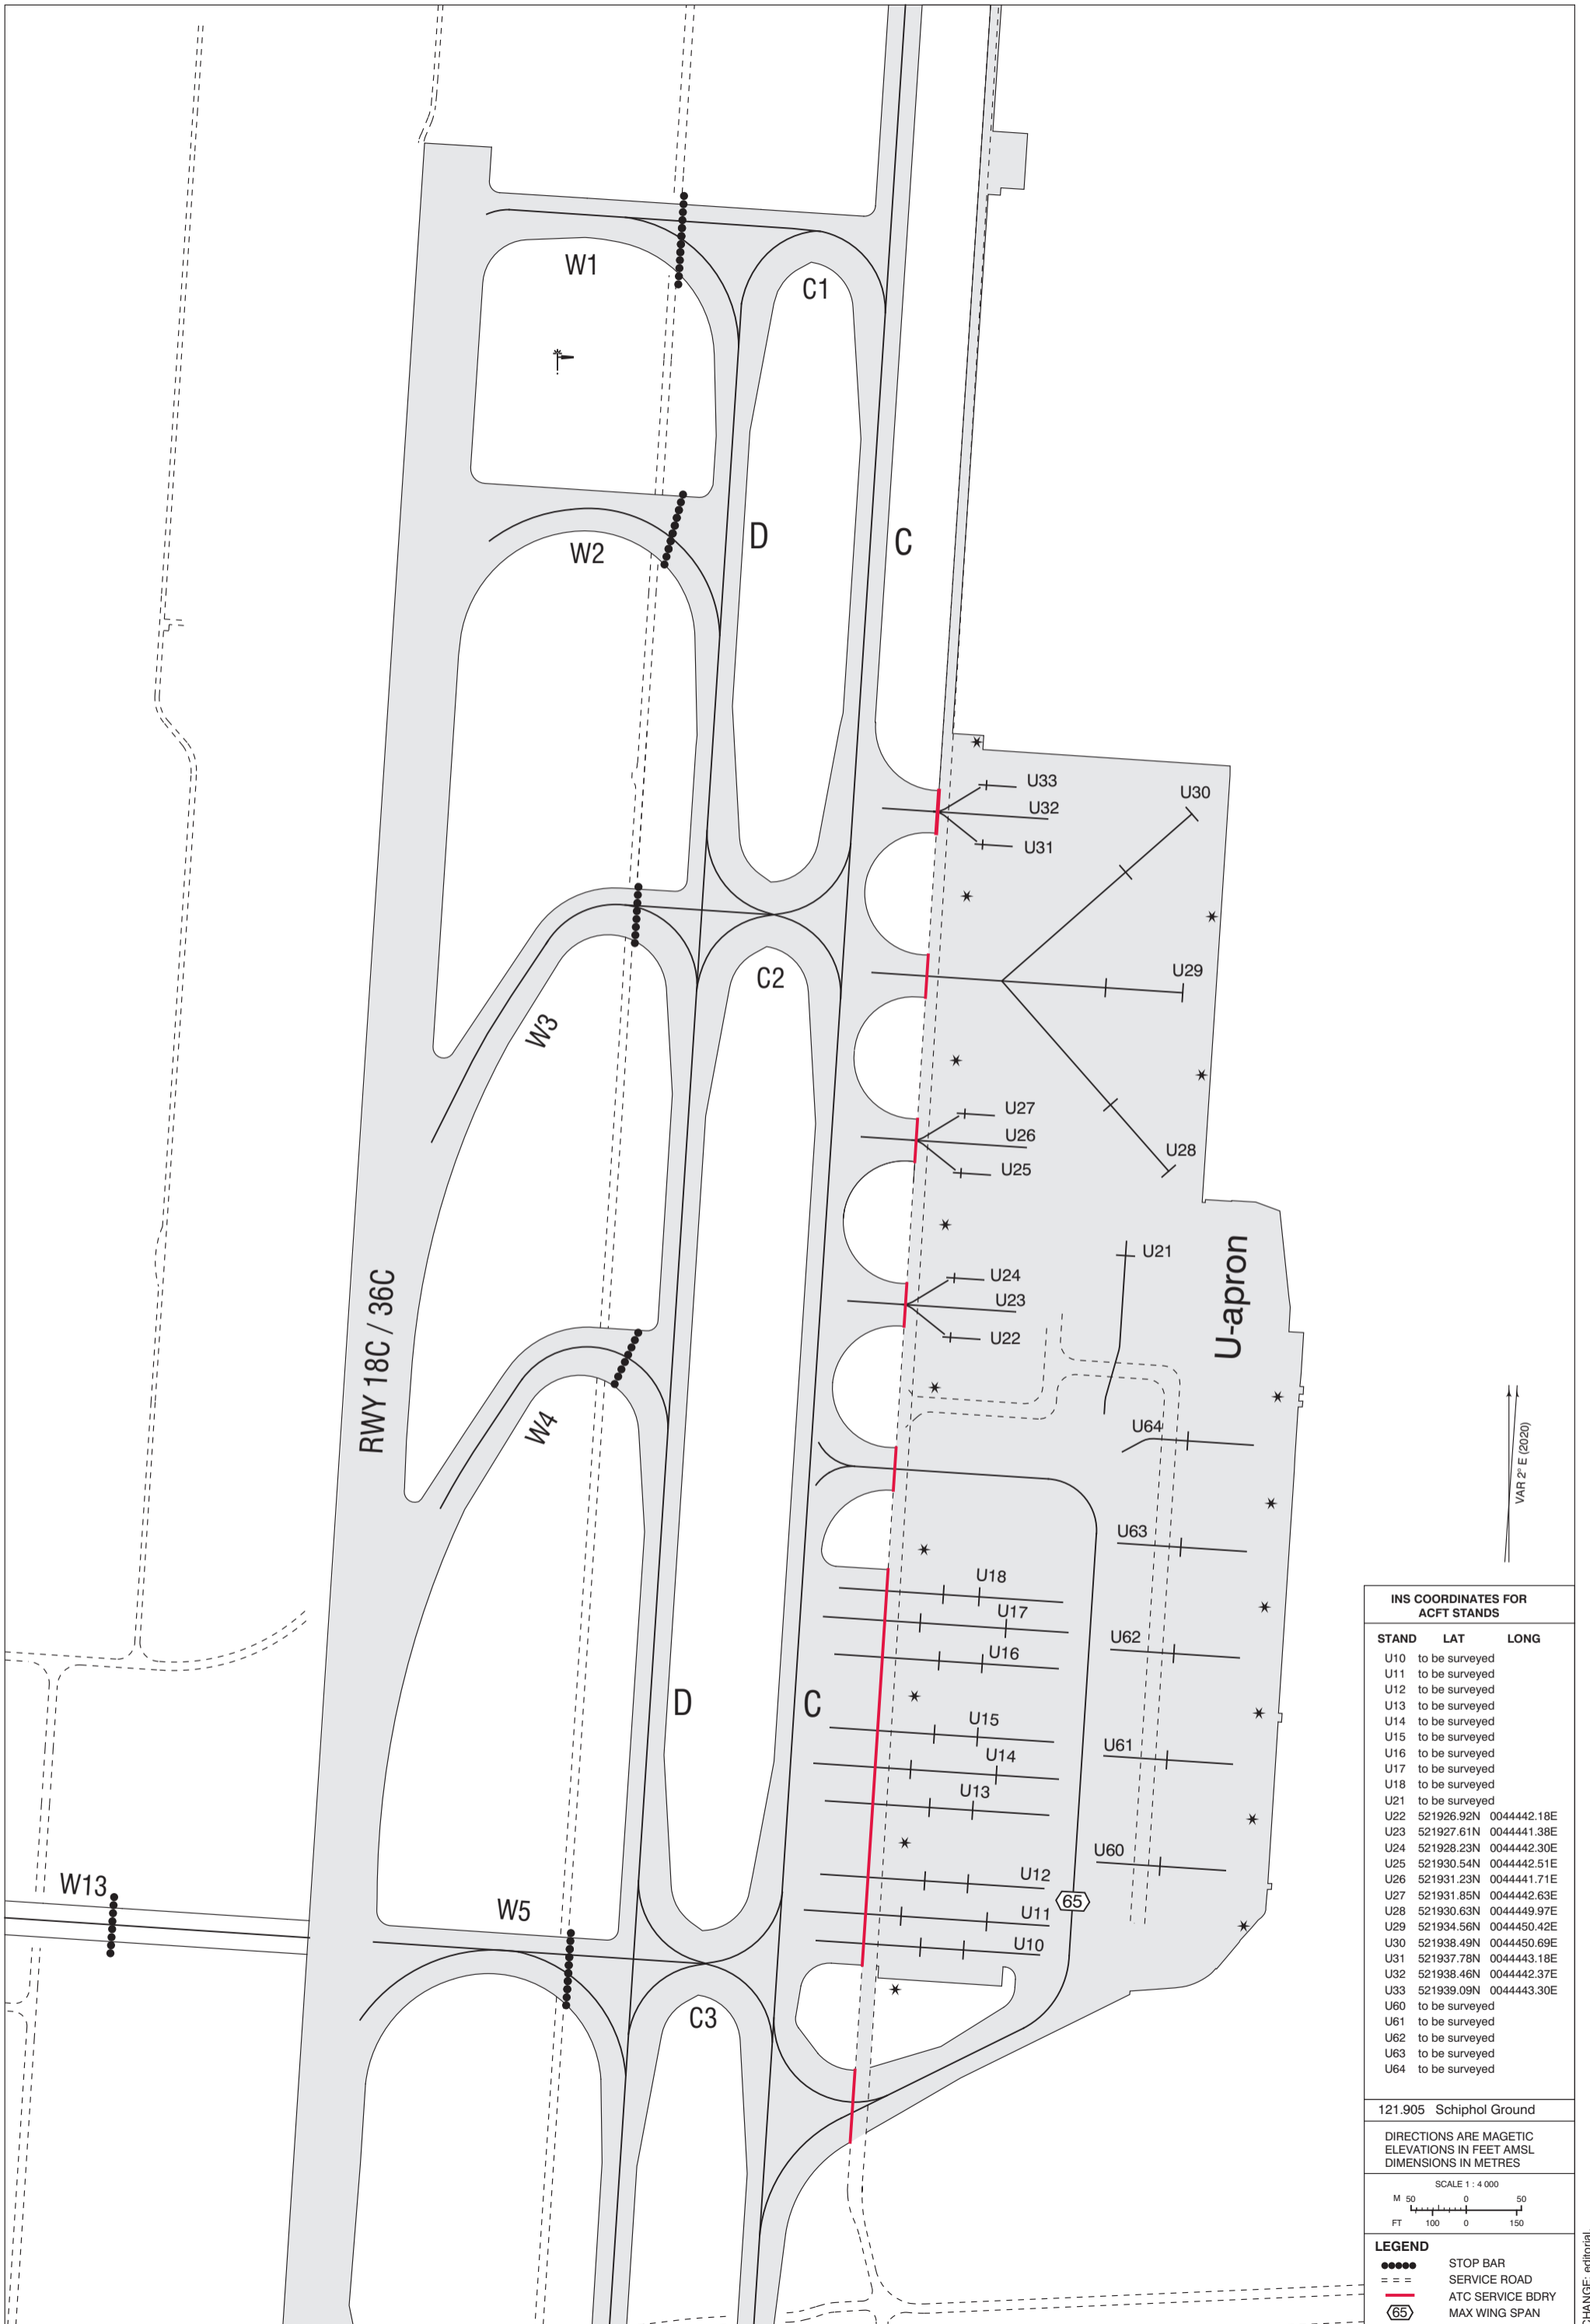 W1
C1
W2
D
C
U33
U32
U31
U30
C2
U29
W3
U27
U26
U25
U28
U21
U-apron
U24
U23
U22
RWY 18C / 36C
W4
U64
VAR 2° E (2020)
U63
U18
U17
U16
U62
D
C
U15
U14
U13
U61
U12
U60
65
U11
U10
W13
W5
C3
INS COORDINATES FOR
ACFT STANDS
STAND LAT LONG
U10 to be surveyed
U11 to be surveyed
U12 to be surveyed
U13 to be surveyed
U14 to be surveyed
U15 to be surveyed
U16 to be surveyed
U17 to be surveyed
U18 to be surveyed
U21 to be surveyed
U22 521926.92N 0044442.18E
U23 521927.61N 0044441.38E
U24 521928.23N 0044442.30E
U25 521930.54N 0044442.51E
U26 521931.23N 0044441.71E
U27 521931.85N 0044442.63E
U28 521930.63N 0044449.97E
U29 521934.56N 0044450.42E
U30 521938.49N 0044450.69E
U31 521937.78N 0044443.18E
U32 521938.46N 0044442.37E
U33 521939.09N 0044443.30E
U60 to be surveyed
U61 to be surveyed
U62 to be surveyed
U63 to be surveyed
U64 to be surveyed
121.905 Schiphol Ground
DIRECTIONS ARE MAGETIC
ELEVATIONS IN FEET AMSL
DIMENSIONS IN METRES
SCALE 1 : 4 000
M 50 0 50
FT 100 0 150
LEGEND
STOP BAR
SERVICE ROAD
ATC SERVICE BDRY
65 MAX WING SPAN
editorial